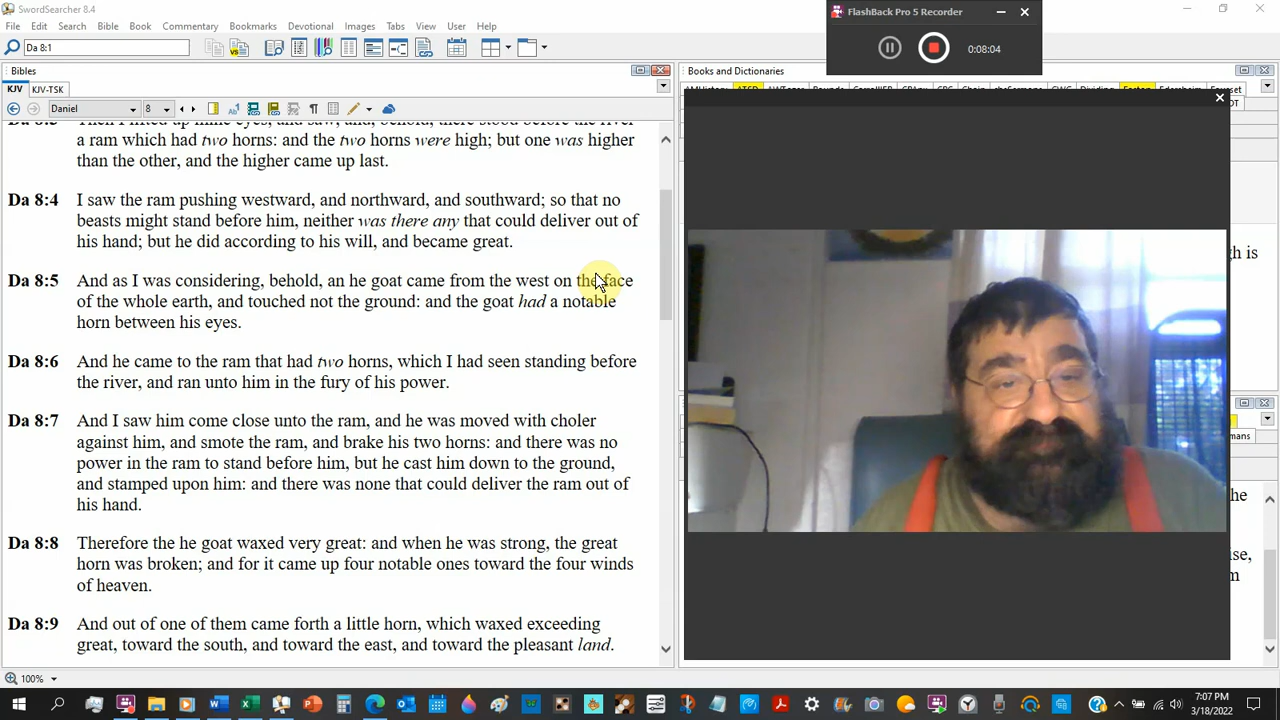 SwordSearcher 8.4
File Edit Search Bible Book Commentary Bookmarks Devotional Images Tabs View User Help
Da 8:1
Bibles
KJV KJV-TSK
Daniel 8
a ram which had two horns: and the two horns were high; but one was higher
than the other, and the higher came up last.
Da 8:4 I saw the ram pushing westward, and northward, and southward; so that no
beasts might stand before him, neither was there any that could deliver out of
his hand; but he did according to his will, and became great.
Da 8:5 And as I was considering, behold, an he goat came from the west on the face
of the whole earth, and touched not the ground: and the goat had a notable
horn between his eyes.
Da 8:6 And he came to the ram that had two horns, which I had seen standing before
the river, and ran unto him in the fury of his power.
Da 8:7 And I saw him come close unto the ram, and he was moved with choler
against him, and smote the ram, and brake his two horns: and there was no
power in the ram to stand before him, but he cast him down to the ground,
and stamped upon him: and there was none that could deliver the ram out of
his hand.
Da 8:8 Therefore the he goat waxed very great: and when he was strong, the great
horn was broken; and for it came up four notable ones toward the four winds
of heaven.
Da 8:9 And out of one of them came forth a little horn, which waxed exceeding
great, toward the south, and toward the east, and toward the pleasant land.
100%
FlashBack Pro 5 Recorder
0:08:04
Books and Dictionaries
gh is
mans
he
ise,
m
7:07 PM
3/18/2022